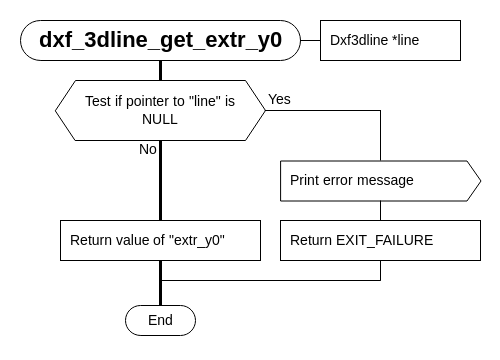 dxf_3dline_get_extr_y0
Dxf3dline *line
Test if pointer to "line" is
NULL
Yes
No
Print error message
Return value of "extr_y0"
Return EXIT_FAILURE
End